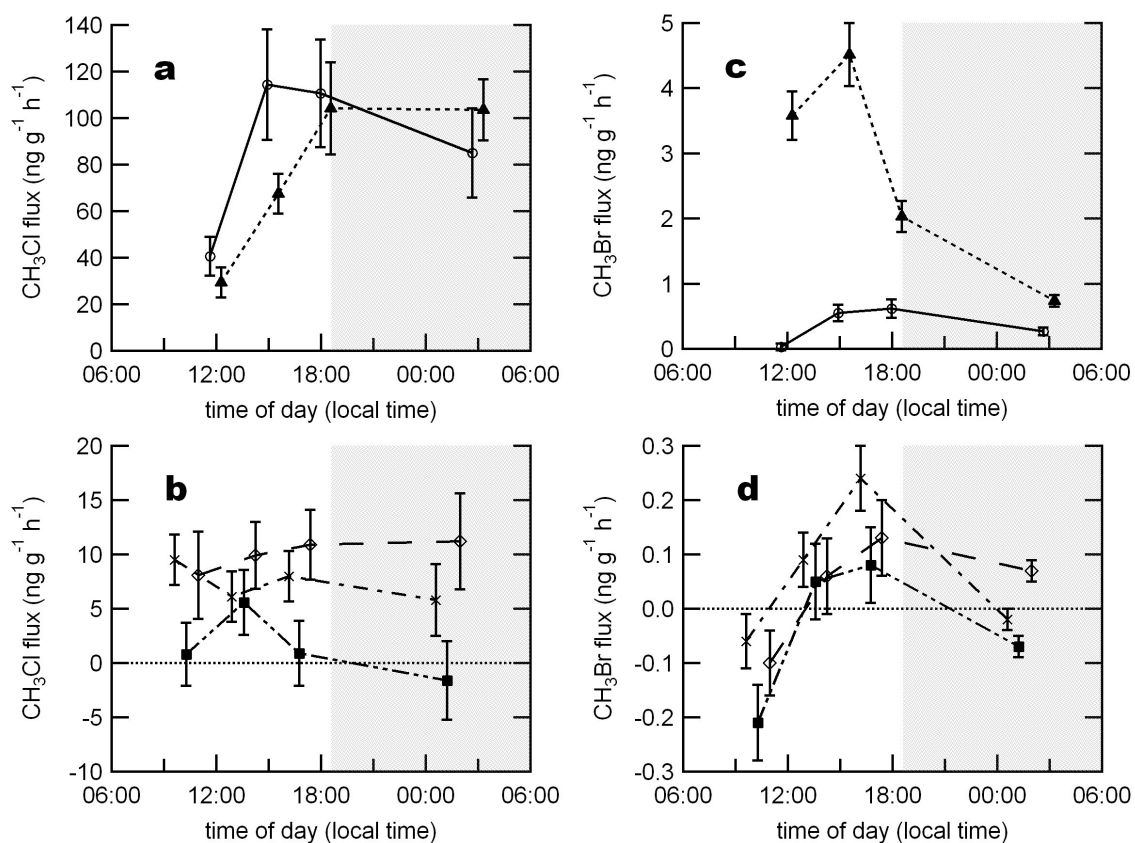 140
120
100
80
60
40
20
0
CH₃Cl flux (ng g⁻¹ h⁻¹)
a
06:00 12:00 18:00 00:00 06:00
time of day (local time)
5
4
3
2
1
0
CH₃Br flux (ng g⁻¹ h⁻¹)
c
06:00 12:00 18:00 00:00 06:00
time of day (local time)
20
15
10
5
0
-5
-10
CH₃Cl flux (ng g⁻¹ h⁻¹)
b
06:00 12:00 18:00 00:00 06:00
time of day (local time)
0.3
0.2
0.1
0.0
-0.1
-0.2
-0.3
CH₃Br flux (ng g⁻¹ h⁻¹)
d
06:00 12:00 18:00 00:00 06:00
time of day (local time)